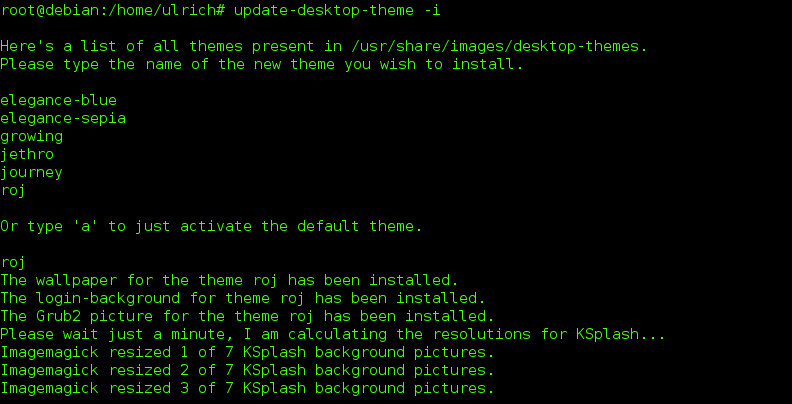 root@debian:/home/ulrich# update-desktop-theme -i
Here's a list of all themes present in /usr/share/images/desktop-themes.
Please type the name of the new theme you wish to install.
elegance-blue
elegance-sepia
growing
jethro
journey
roj
Or type 'a' to just activate the default theme.
roj
The wallpaper for the theme roj has been installed.
The login-background for theme roj has been installed.
The Grub2 picture for the theme roj has been installed.
Please wait just a minute, I am calculating the resolutions for KSplash...
Imagemagick resized 1 of 7 KSplash background pictures.
Imagemagick resized 2 of 7 KSplash background pictures.
Imagemagick resized 3 of 7 KSplash background pictures.